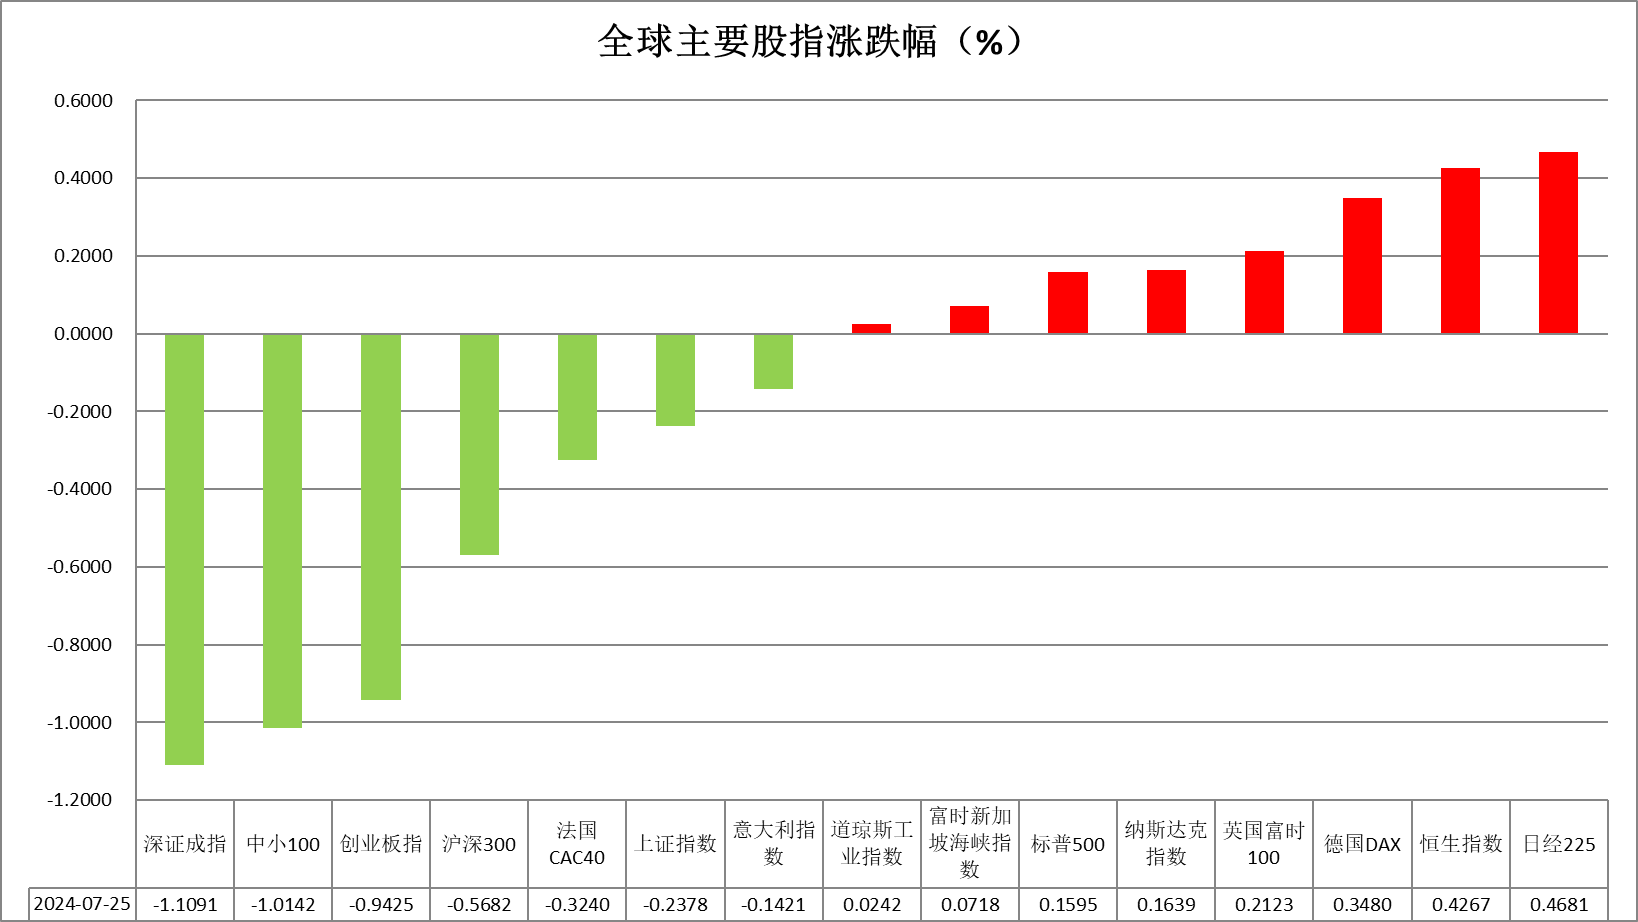 全球主要股指涨跌幅（%）
0.6000
0.4000
0.2000
0.0000
-0.2000
-0.4000
-0.6000
-0.8000
-1.0000
-1.2000
深证成指
中小100
创业板指
沪深300
法国
CAC40
上证指数
意大利指
数
道琼斯工
业指数
富时新加
坡海峡指
数
标普500
纳斯达克
指数
英国富时
100
德国DAX
恒生指数
日经225
2024-07-25 -1.1091 -1.0142 -0.9425 -0.5682 -0.3240 -0.2378 -0.1421 0.0242 0.0718 0.1595 0.1639 0.2123 0.3480 0.4267 0.4681